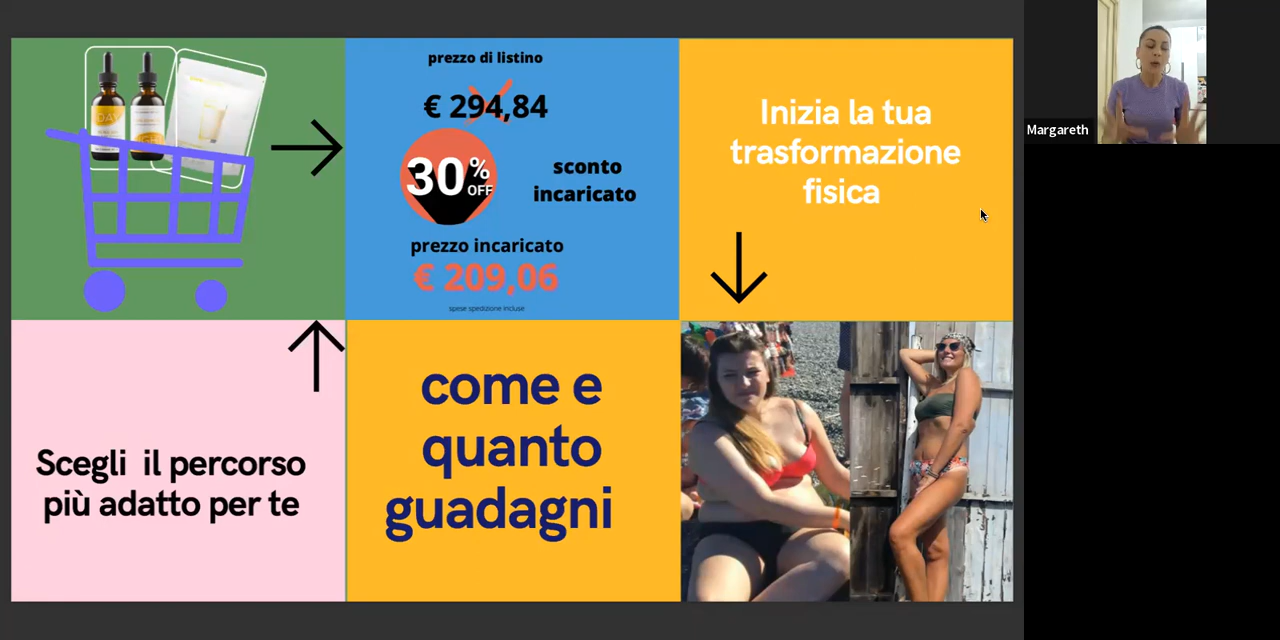 prezzo di listino
€ 294,84
30% OFF
sconto
incaricato
prezzo incaricato
€ 209,06
spese spedizione incluse
Inizia la tua
trasformazione
fisica
Scegli il percorso
più adatto per te
come e
quanto
guadagni
Margareth